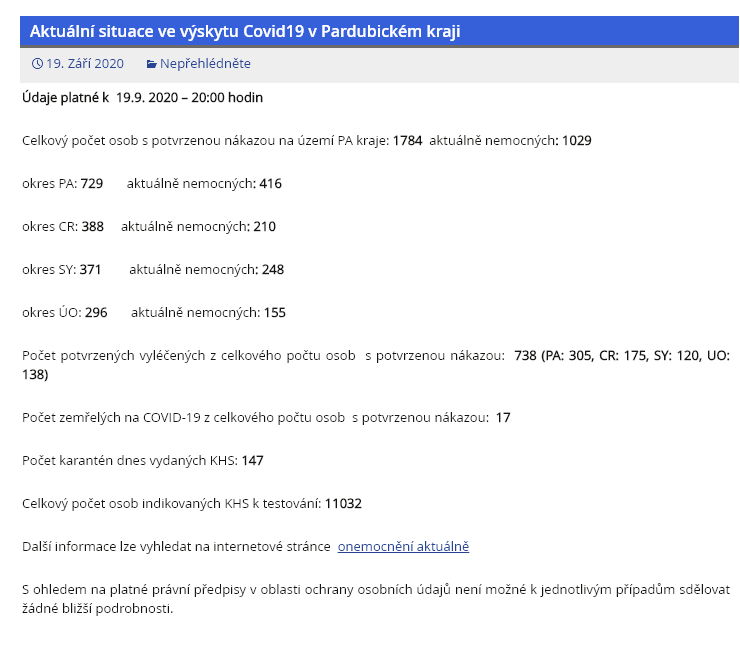 Aktuální situace ve výskytu Covid19 v Pardubickém kraji
19. Září 2020 Nepřehlédněte
Údaje platné k 19.9. 2020 – 20:00 hodin
Celkový počet osob s potvrzenou nákazou na území PA kraje: 1784 aktuálně nemocných: 1029
okres PA: 729 aktuálně nemocných: 416
okres CR: 388 aktuálně nemocných: 210
okres SY: 371 aktuálně nemocných: 248
okres ÚO: 296 aktuálně nemocných: 155
Počet potvrzených vyléčených z celkového počtu osob s potvrzenou nákazou: 738 (PA: 305, CR: 175, SY: 120, UO:
138)
Počet zemřelých na COVID-19 z celkového počtu osob s potvrzenou nákazou: 17
Počet karantén dnes vydaných KHS: 147
Celkový počet osob indikovaných KHS k testování: 11032
Další informace lze vyhledat na internetové stránce onemocnění aktuálně
S ohledem na platné právní předpisy v oblasti ochrany osobních údajů není možné k jednotlivým případům sdělovat
žádné bližší podrobnosti.